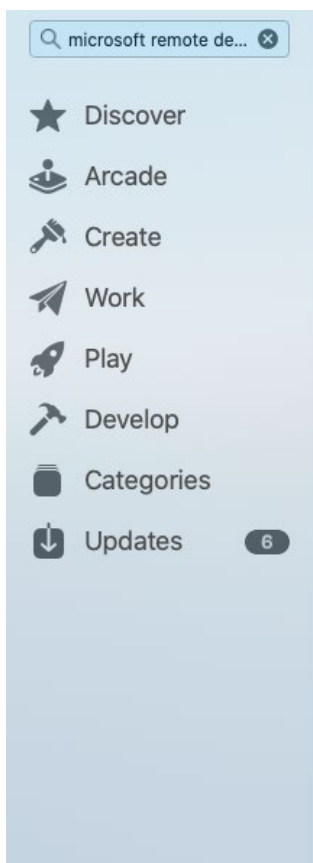 microsoft remote de...
Discover
Arcade
Create
Work
Play
Develop
Categories
Updates 6